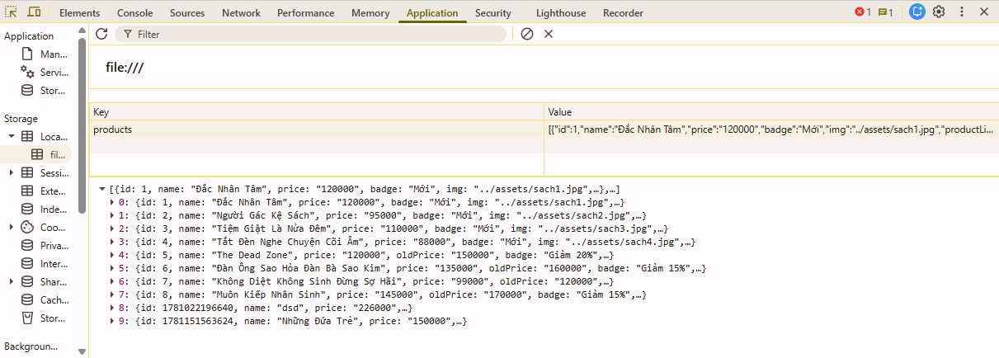 Elements Console Sources Network Performance Memory Application Security Lighthouse Recorder 1 1
Application
Filter
Man...
Servi...
Stor...
file:///
Storage
Key Value
Loca...
products [{"id":1,"name":"Đắc Nhân Tâm","price":"120000","badge":"Mới","img":"../assets/sach1.jpg","productLi...
fil...
Sessi...
Exte...
Inde...
Coo...
Priva...
Inter...
Shar...
Cach...
Stor...
Backgroun...
[{id: 1, name: "Đắc Nhân Tâm", price: "120000", badge: "Mới", img: "../assets/sach1.jpg",…},…]
0: {id: 1, name: "Đắc Nhân Tâm", price: "120000", badge: "Mới", img: "../assets/sach1.jpg",…}
1: {id: 2, name: "Người Gác Kệ Sách", price: "95000", badge: "Mới", img: "../assets/sach2.jpg",…}
2: {id: 3, name: "Tiệm Giặt Là Nửa Đêm", price: "110000", badge: "Mới", img: "../assets/sach3.jpg",…}
3: {id: 4, name: "Tắt Đèn Nghe Chuyện Cõi Âm", price: "88000", badge: "Mới", img: "../assets/sach4.jpg",…}
4: {id: 5, name: "The Dead Zone", price: "120000", oldPrice: "150000", badge: "Giảm 20%",…}
5: {id: 6, name: "Đàn Ông Sao Hỏa Đàn Bà Sao Kim", price: "135000", oldPrice: "160000", badge: "Giảm 15%",…}
6: {id: 7, name: "Không Diệt Không Sinh Đừng Sợ Hãi", price: "99000", oldPrice: "120000",…}
7: {id: 8, name: "Muôn Kiếp Nhân Sinh", price: "145000", oldPrice: "170000", badge: "Giảm 15%",…}
8: {id: 1781022196640, name: "dsd", price: "226000",…}
9: {id: 1781151563624, name: "Những Đứa Trẻ", price: "150000",…}